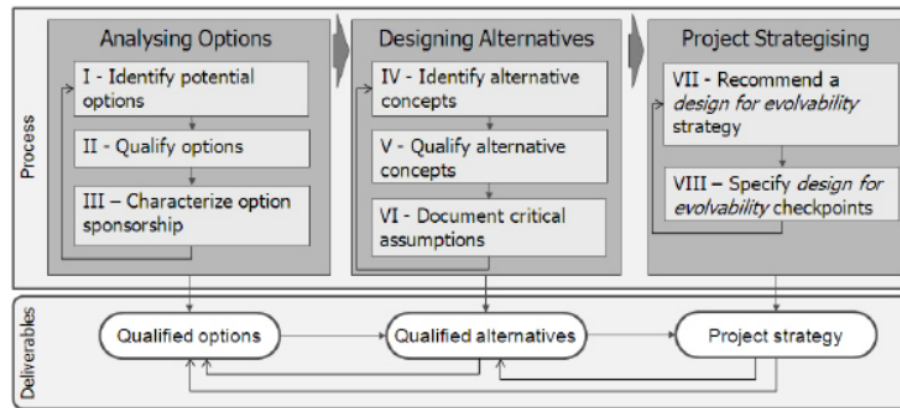 Process
Analysing Options
I - Identify potential
options
II - Qualify options
III – Characterize option
sponsorship
Designing Alternatives
IV - Identify alternative
concepts
V - Qualify alternative
concepts
VI - Document critical
assumptions
Project Strategising
VII - Recommend a
design for evolvability
strategy
VIII – Specify design for
evolvability checkpoints
Deliverables
Qualified options
Qualified alternatives
Project strategy